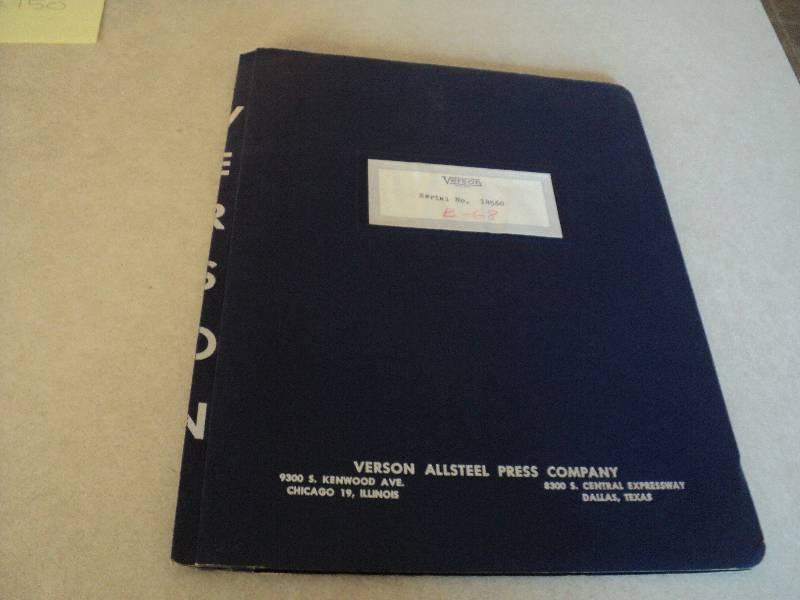 150
VERSON
Verson
Serial No. 18560
B-68
VERSON ALLSTEEL PRESS COMPANY
9300 S. KENWOOD AVE.
CHICAGO 19, ILLINOIS
8300 S. CENTRAL EXPRESSWAY
DALLAS, TEXAS